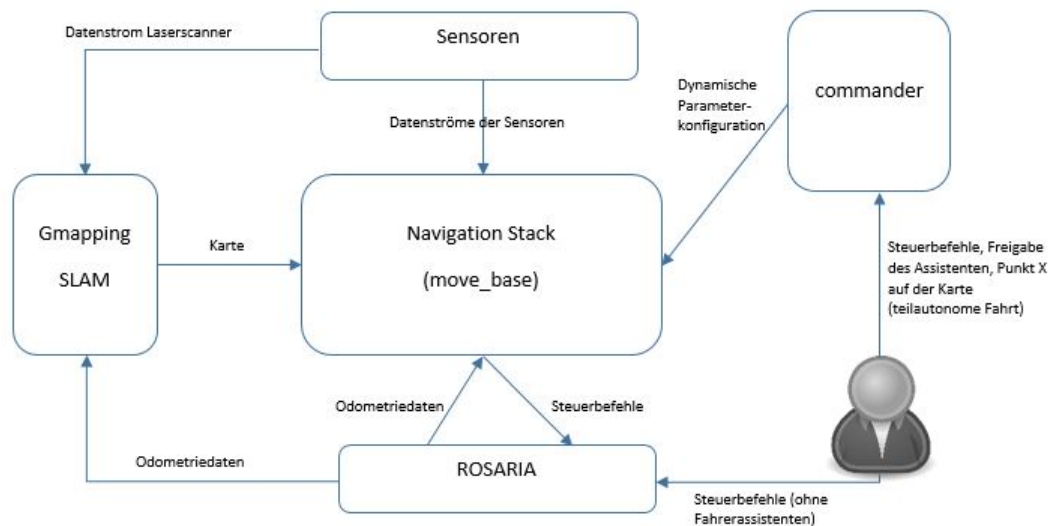 Datenstrom Laserscanner
Sensoren
Dynamische
Parameter-
konfiguration
commander
Datenströme der Sensoren
Gmapping
SLAM
Karte
Navigation Stack
(move_base)
Steuerbefehle, Freigabe
des Assistenten, Punkt X
auf der Karte
(teilautonome Fahrt)
Odometriedaten
Steuerbefehle
Odometriedaten
ROSARIA
Steuerbefehle (ohne
Fahrerassistenten)